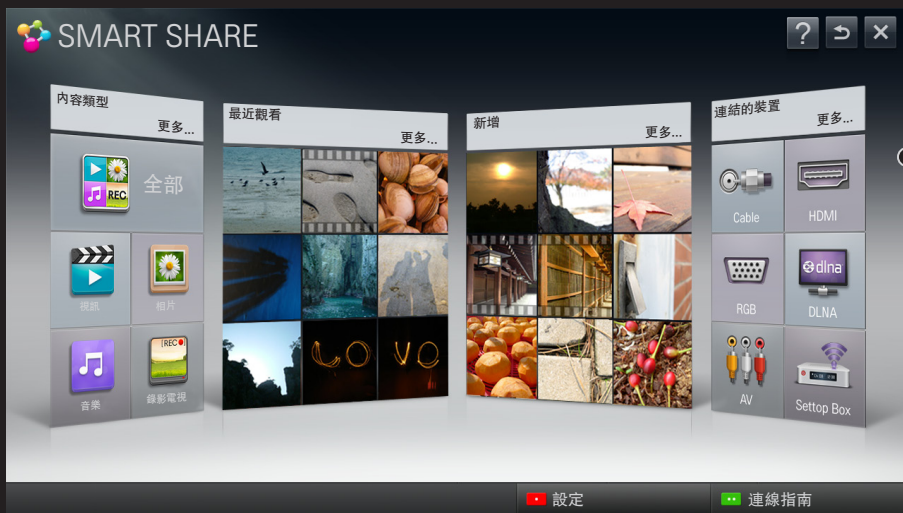 SMART SHARE
?
內容類型
更多...
全部
REC
視訊
相片
[REC●]
音樂
錄影電視
最近觀看
更多...
LOVE
新增
更多...
連結的裝置
更多...
Cable
HDMI
RGB
dlna
DLNA
AV
Settop Box
設定
連線指南